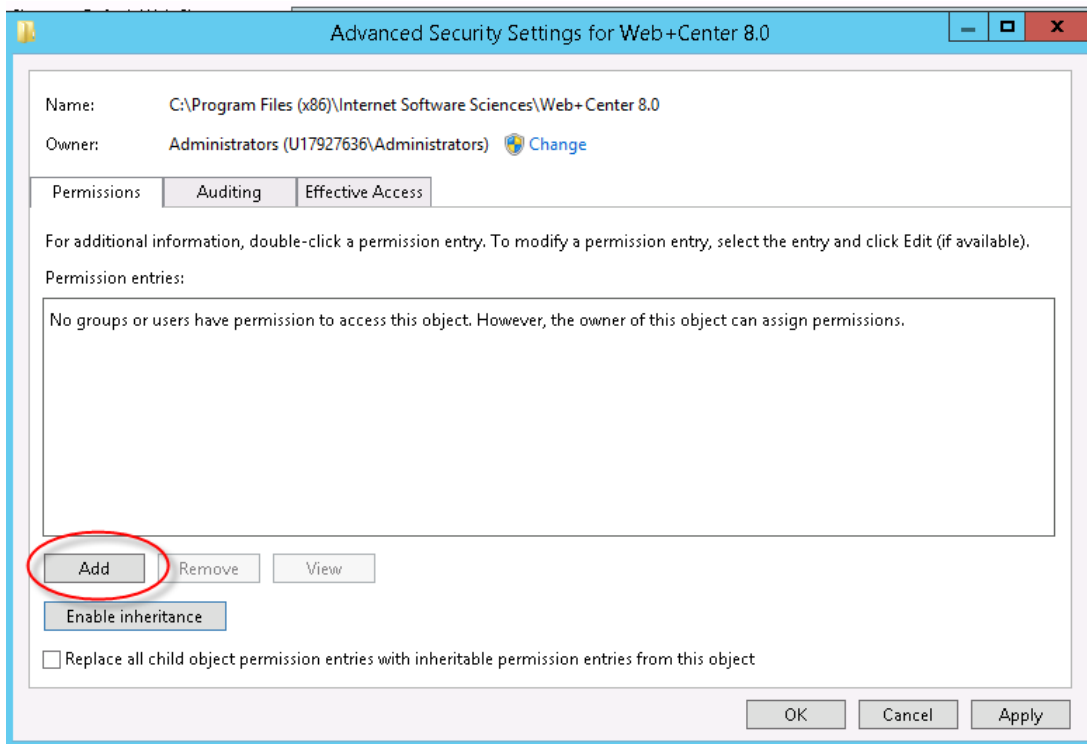 Advanced Security Settings for Web+Center 8.0
Name: C:\Program Files (x86)\Internet Software Sciences\Web+Center 8.0
Owner: Administrators (U17927636\Administrators) Change
Permissions Auditing Effective Access
For additional information, double-click a permission entry. To modify a permission entry, select the entry and click Edit (if available).
Permission entries:
No groups or users have permission to access this object. However, the owner of this object can assign permissions.
Add Remove View
Enable inheritance
Replace all child object permission entries with inheritable permission entries from this object
OK Cancel Apply